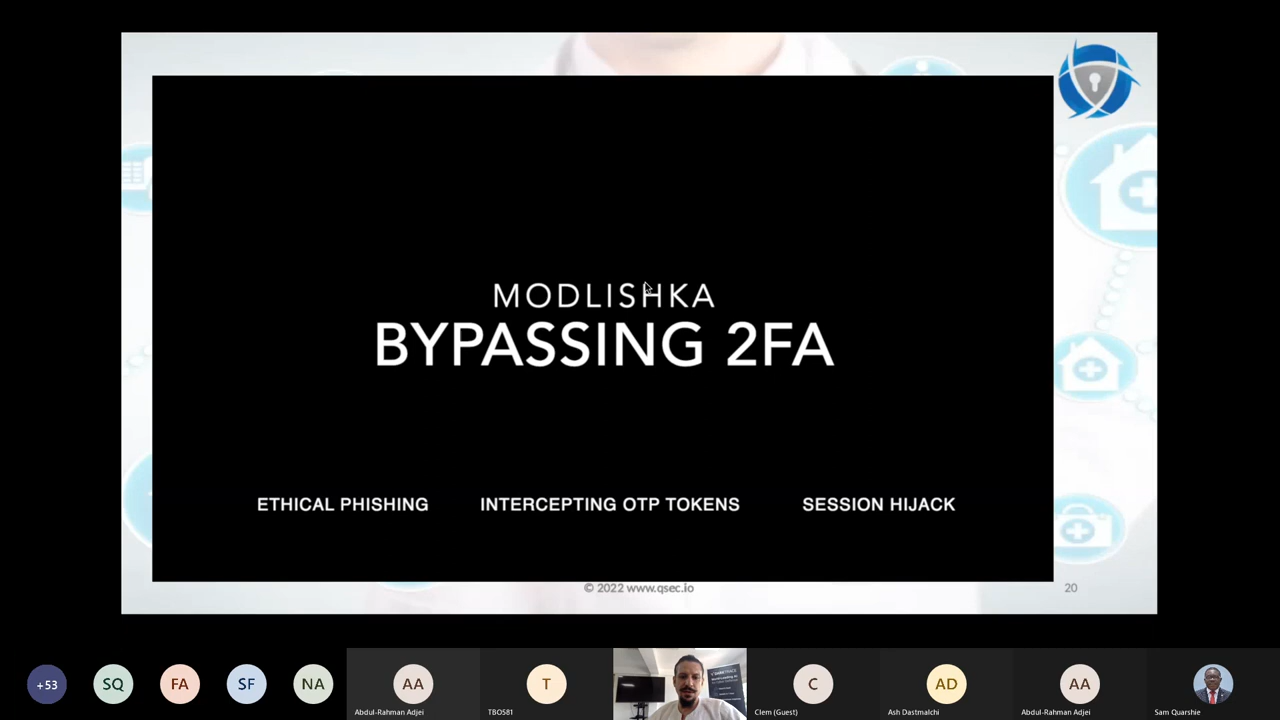 MODLISHKA
BYPASSING 2FA
ETHICAL PHISHING
INTERCEPTING OTP TOKENS
SESSION HIJACK
© 2022 www.qsec.io
20
+53
SQ
FA
SF
NA
AA
Abdul-Rahman Adjei
T
TBOS81
DARKTRACE
C
Clem (Guest)
AD
Ash Dastmalchi
AA
Abdul-Rahman Adjei
Sam Quarshie